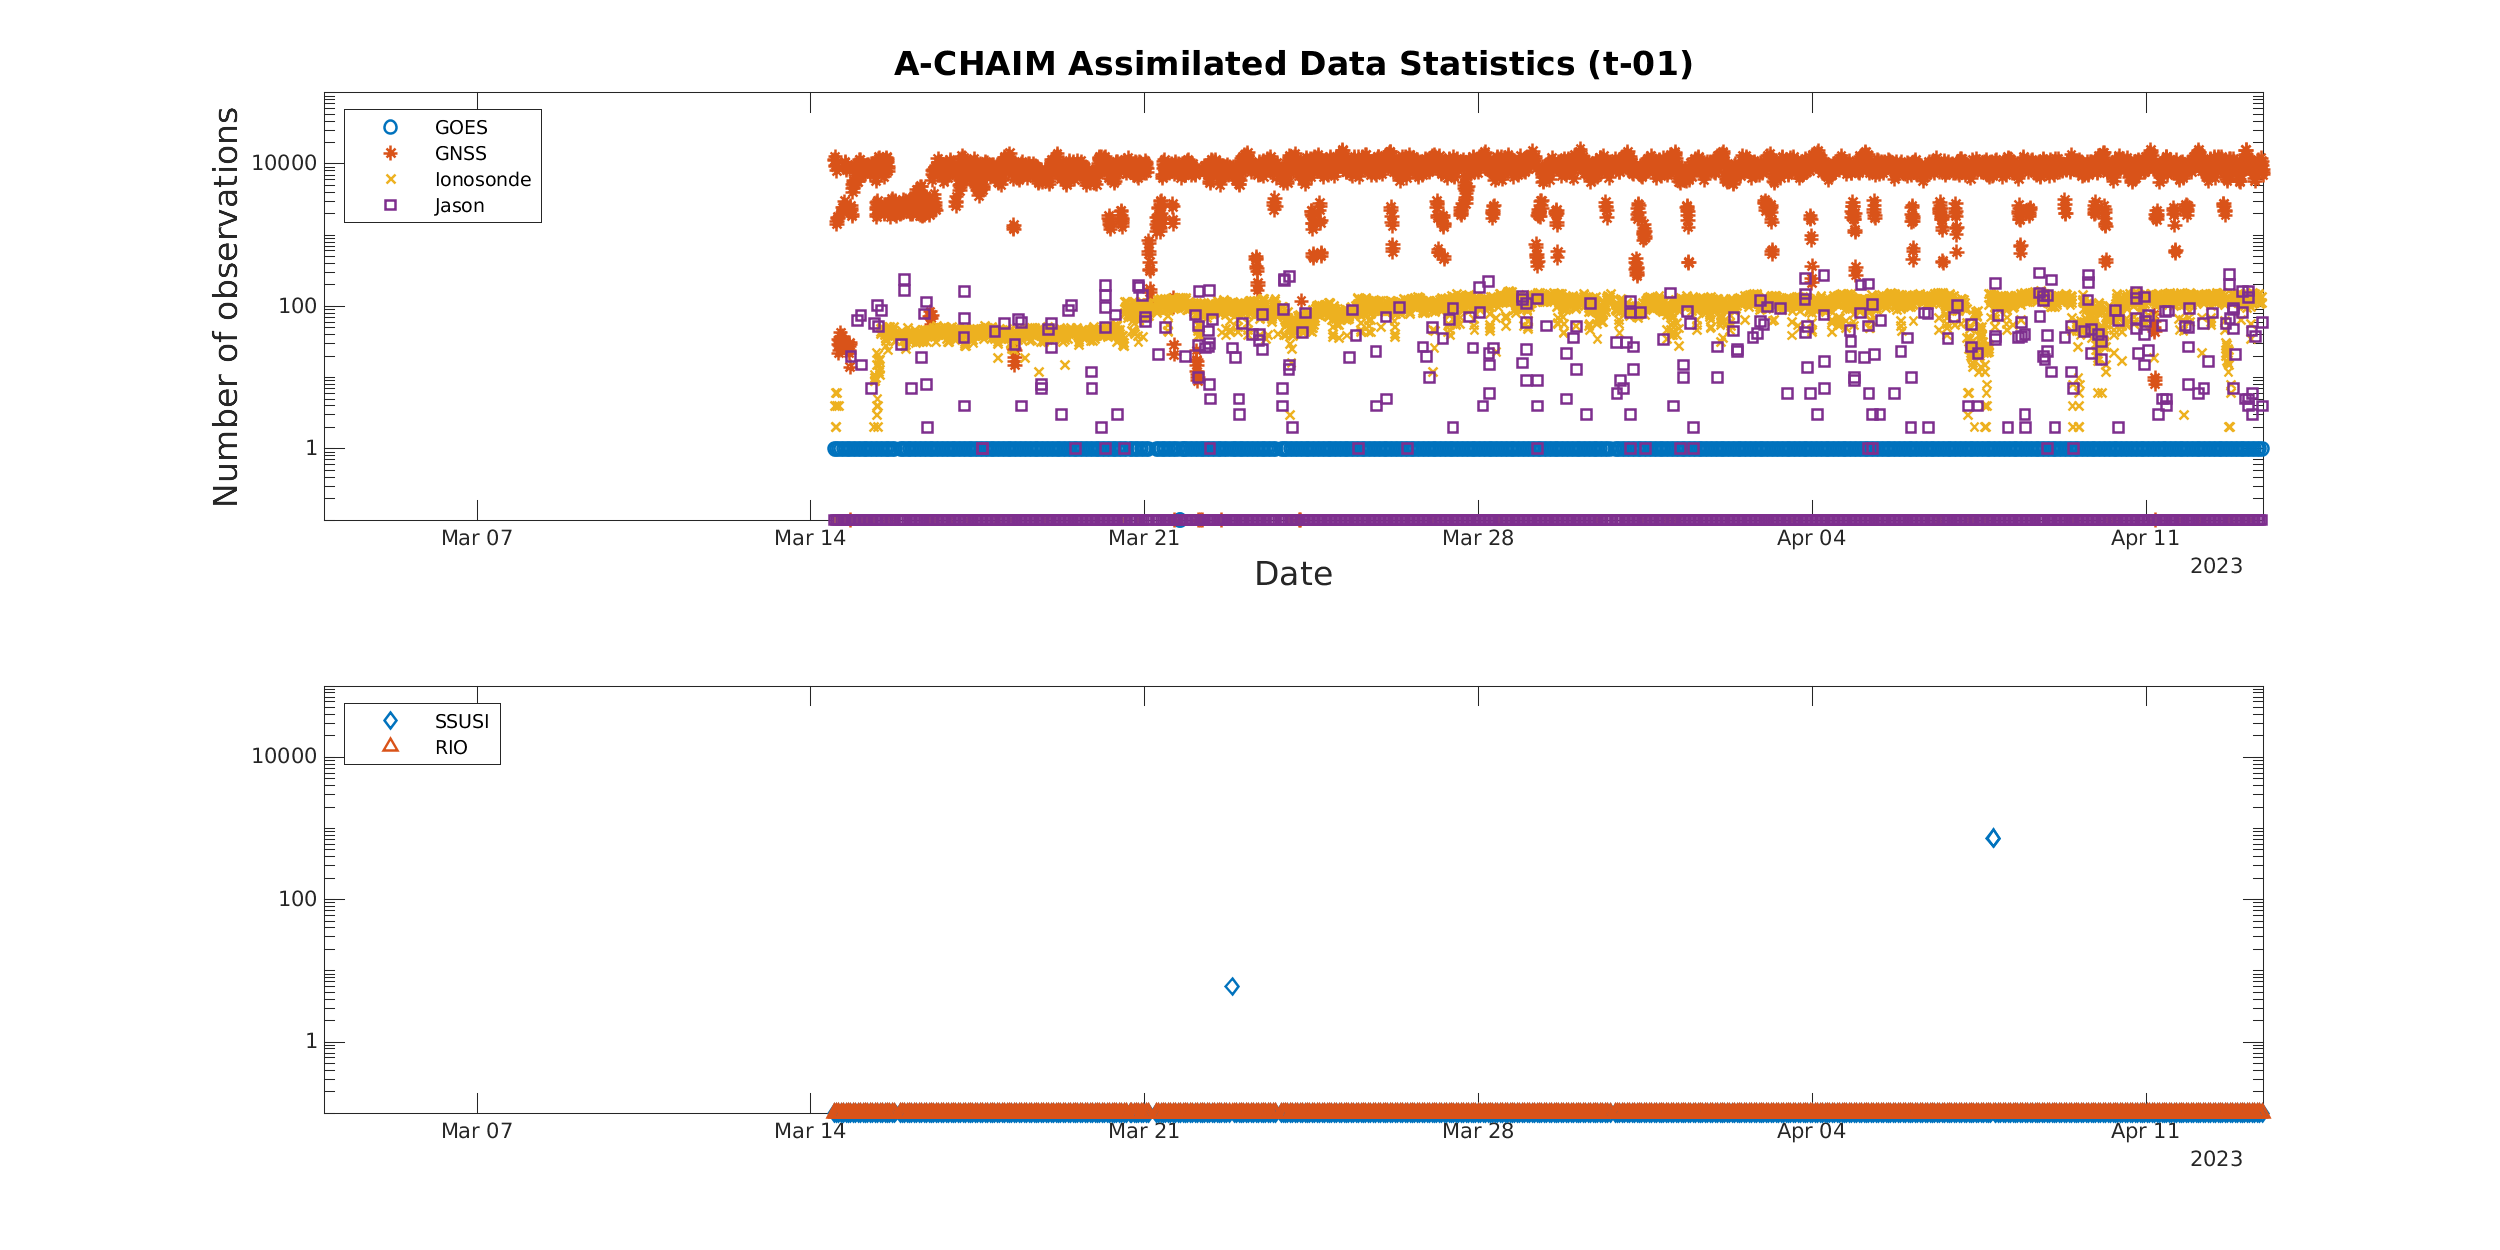 A-CHAIM Assimilated Data Statistics (t-01)
Number of observations
GOES
GNSS
Ionosonde
Jason
10000
100
1
Mar 07 Mar 14 Mar 21 Mar 28 Apr 04 Apr 11
2023
Date
SSUSI
RIO
10000
100
1
Mar 07 Mar 14 Mar 21 Mar 28 Apr 04 Apr 11
2023